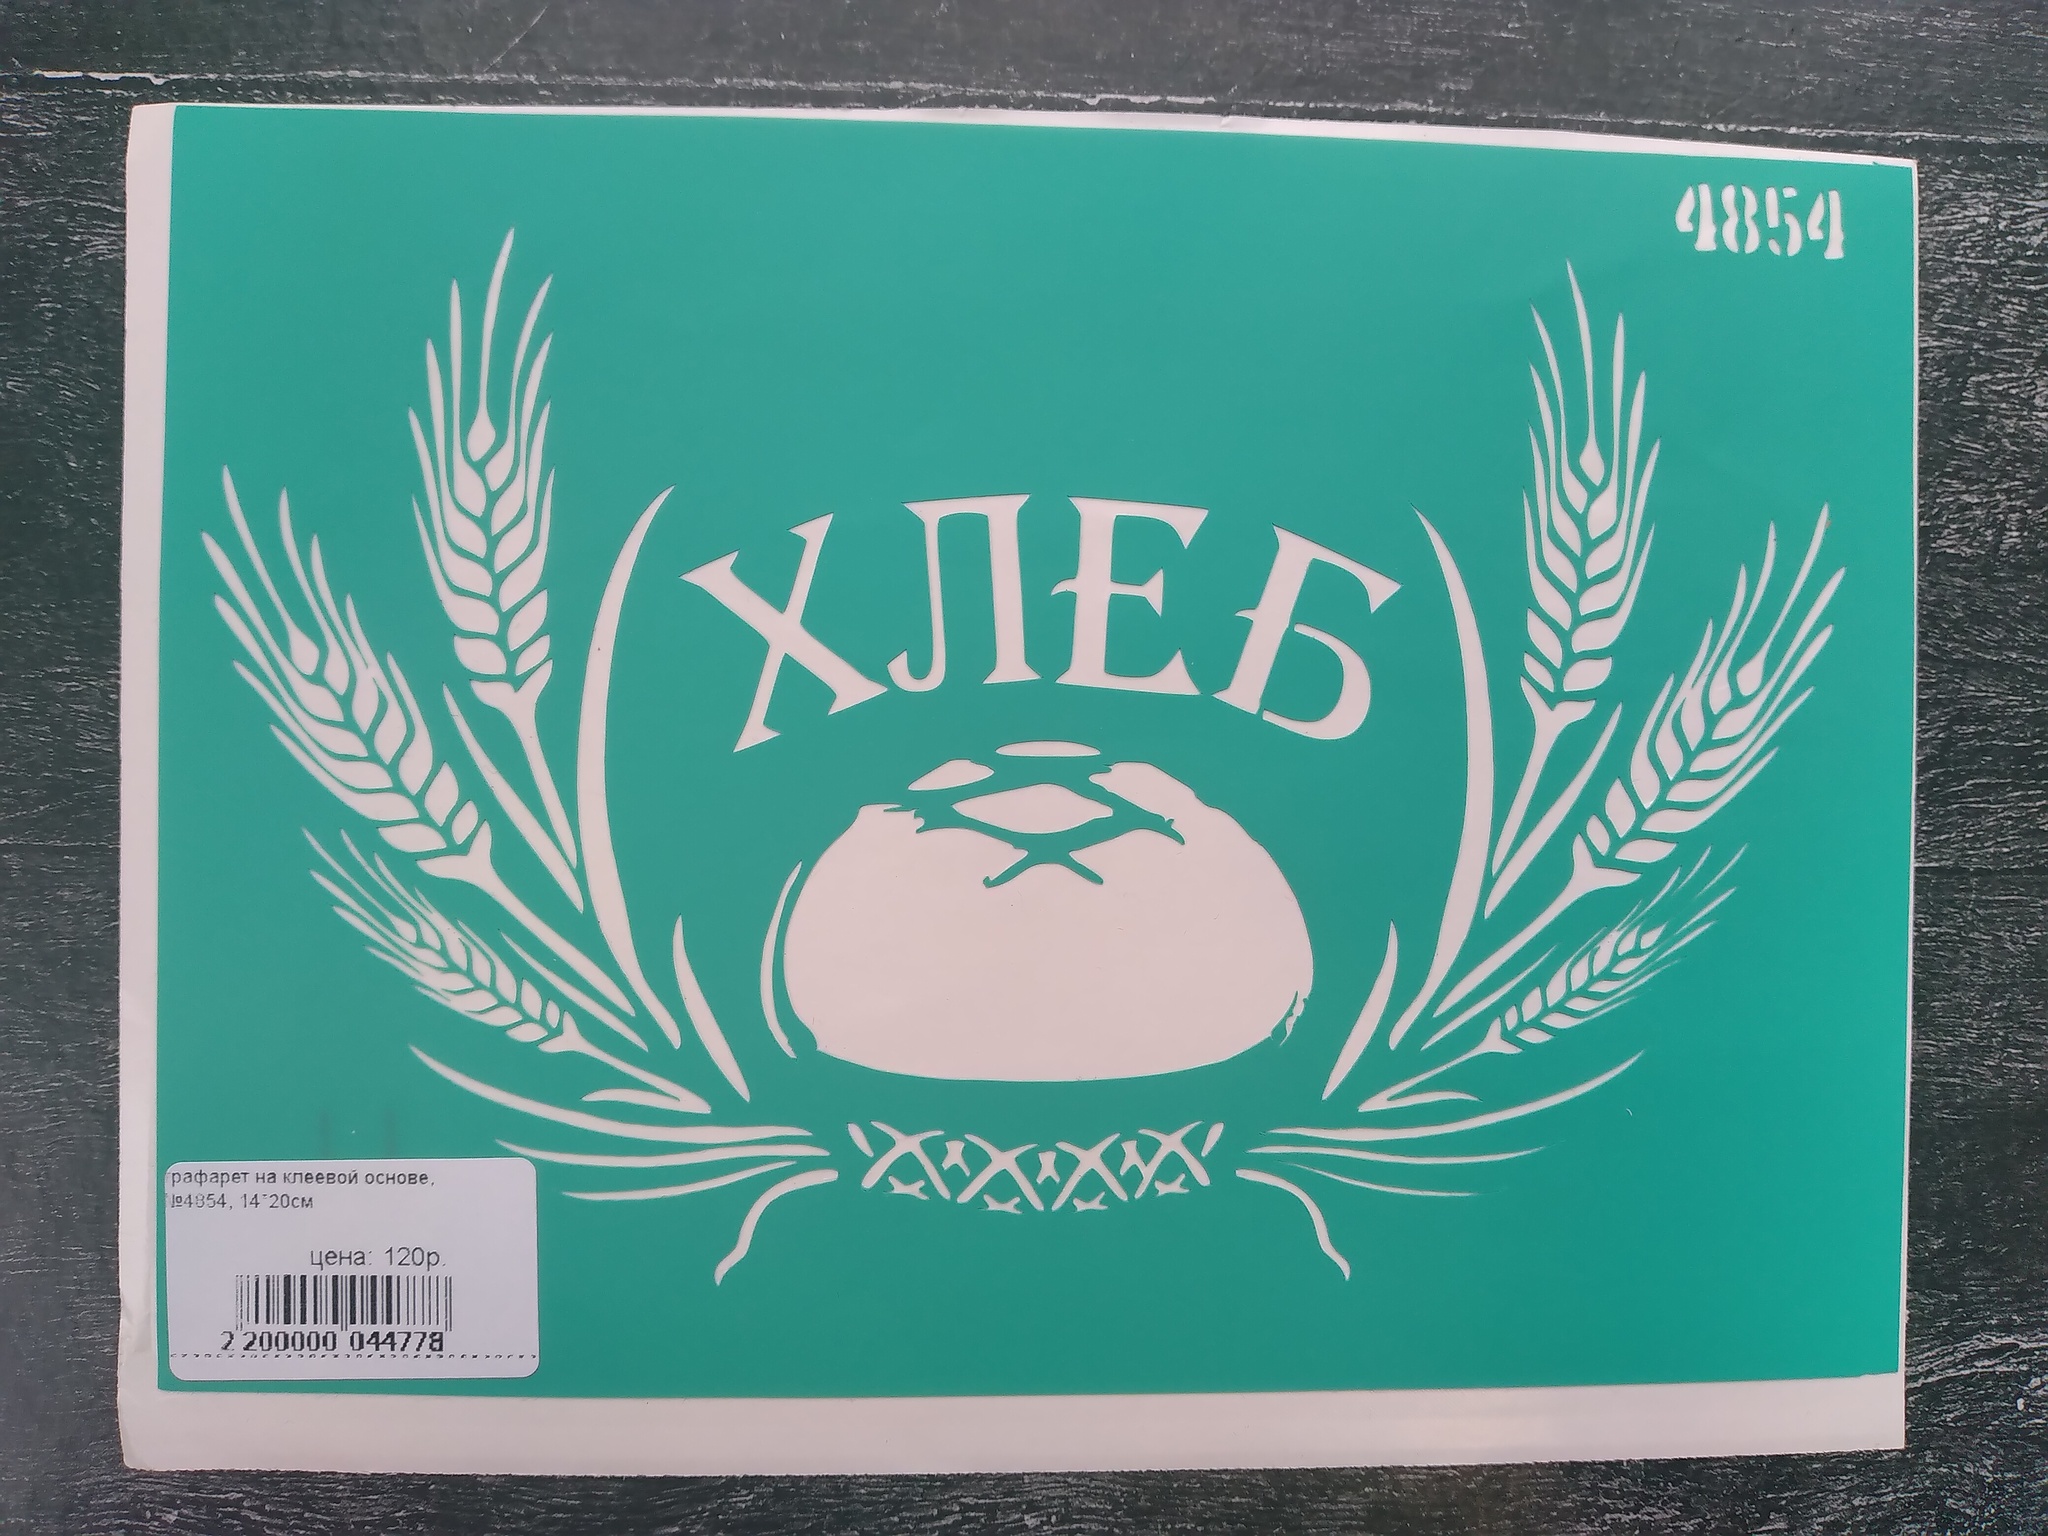 4854
ХЛЕБ
рафарет на клеевой основе,
№4854, 14*20см
цена: 120р.
2 200000 044778